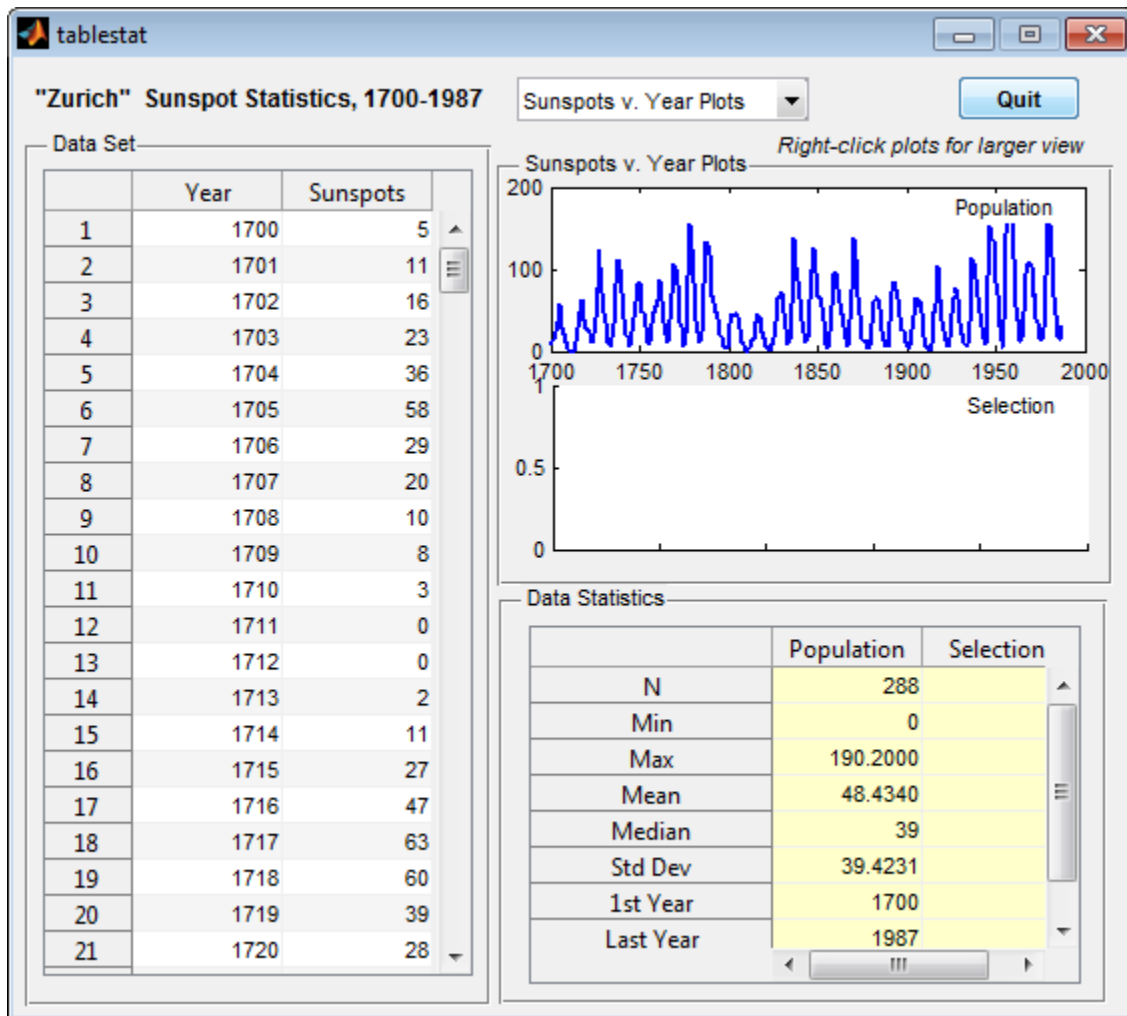 tablestat
"Zurich" Sunspot Statistics, 1700-1987
Sunspots v. Year Plots
Quit
Right-click plots for larger view
Data Set
Year Sunspots
1 1700 5
2 1701 11
3 1702 16
4 1703 23
5 1704 36
6 1705 58
7 1706 29
8 1707 20
9 1708 10
10 1709 8
11 1710 3
12 1711 0
13 1712 0
14 1713 2
15 1714 11
16 1715 27
17 1716 47
18 1717 63
19 1718 60
20 1719 39
21 1720 28
Sunspots v. Year Plots
200
Population
100
0
1700 1750 1800 1850 1900 1950 2000
1
Selection
0.5
0
Data Statistics
Population Selection
N 288
Min 0
Max 190.2000
Mean 48.4340
Median 39
Std Dev 39.4231
1st Year 1700
Last Year 1987